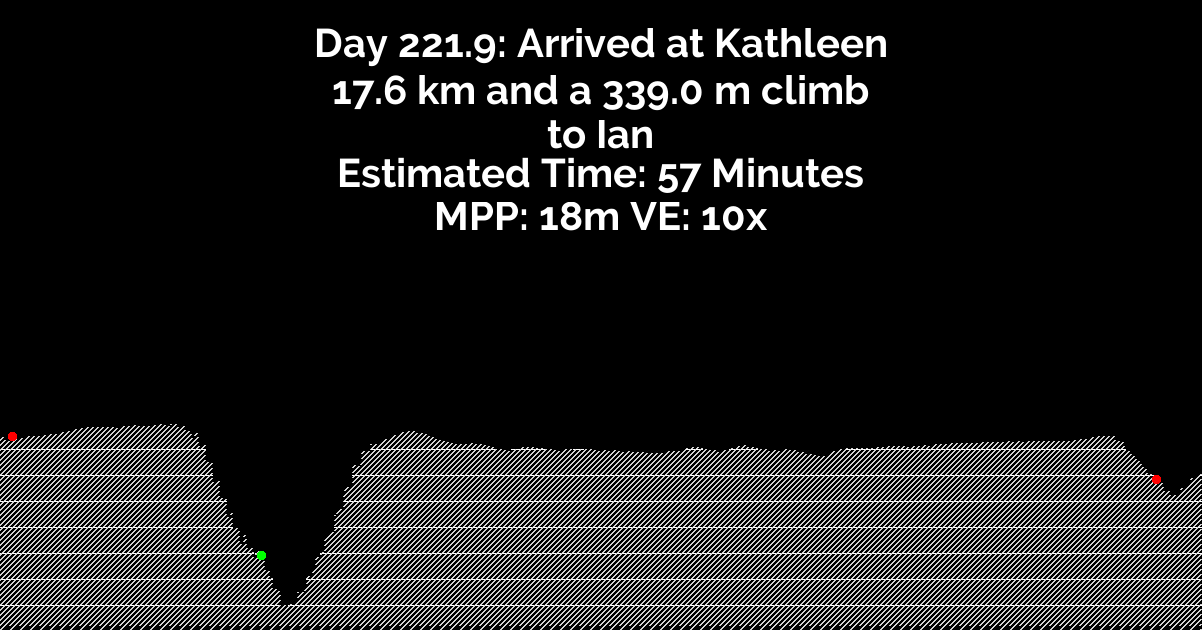 Day 221.9: Arrived at Kathleen
17.6 km and a 339.0 m climb
to Ian
Estimated Time: 57 Minutes
MPP: 18m VE: 10x